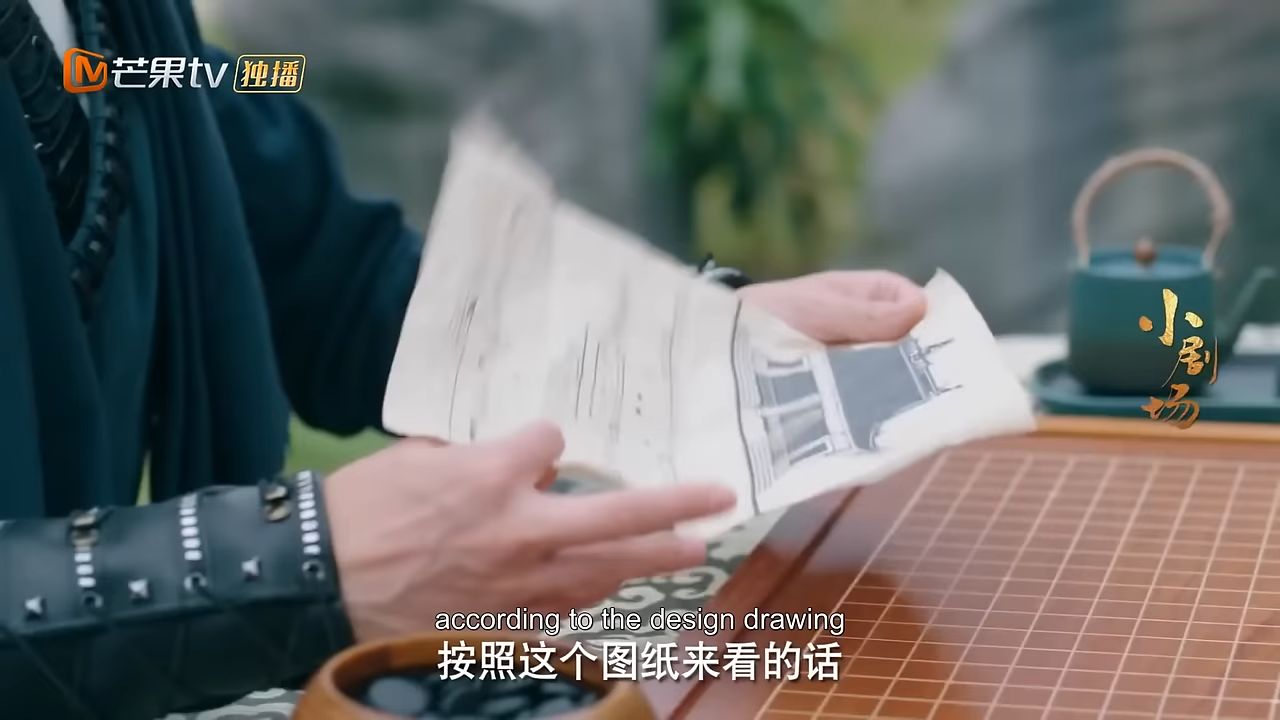 芒果tv 独播
小剧场
according to the design drawing
按照这个图纸来看的话